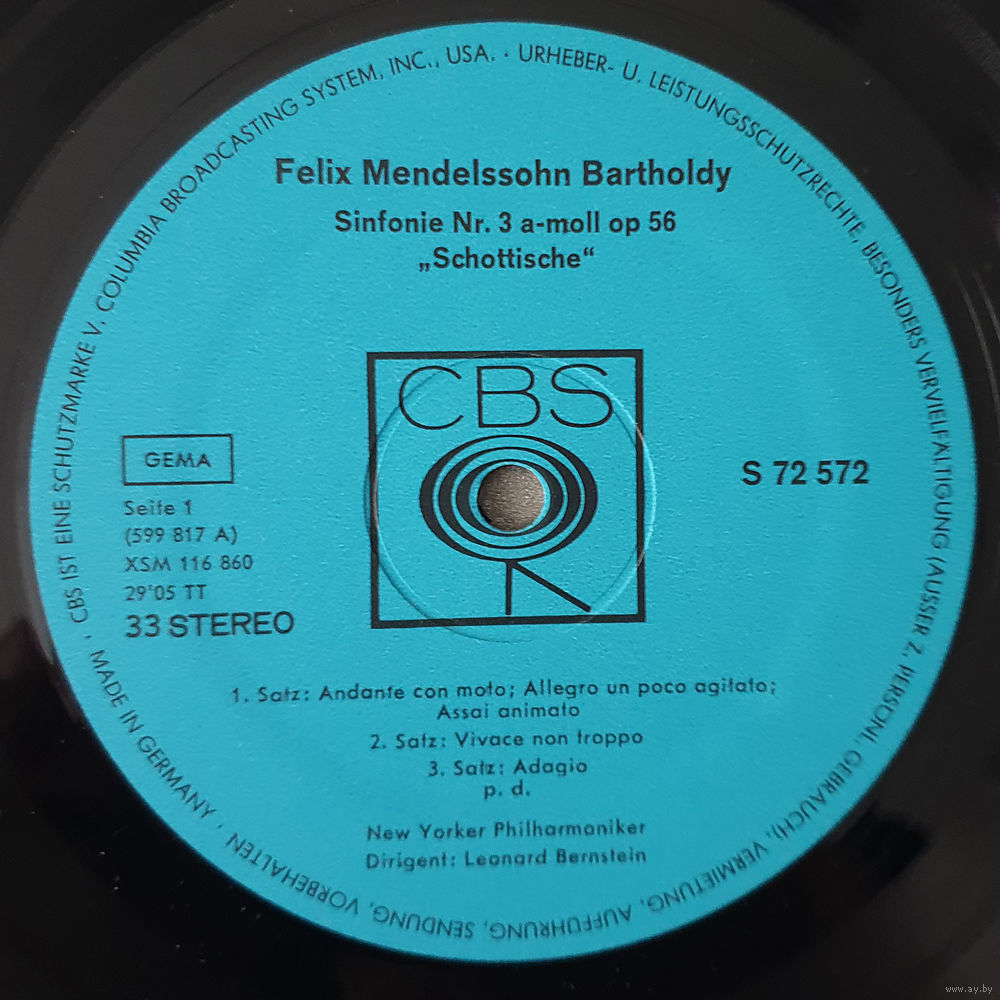 CBS IST EINE SCHUTZMARKE V. COLUMBIA BROADCASTING SYSTEM, INC., USA. · URHEBER- U. LEISTUNGSSCHUTZRECHTE, BESONDERS VERVIELFÄLTIGUNG (AUSSER Z. PERSÖNL. GEBRAUCH), VERMIETUNG, AUFFÜHRUNG, SENDUNG, VORBEHALTEN · MADE IN GERMANY ·
Felix Mendelssohn Bartholdy
Sinfonie Nr. 3 a-moll op 56
„Schottische“
CBS
GEMA
S 72 572
Seite 1
(599 817 A)
XSM 116 860
29'05 TT
33 STEREO
1. Satz: Andante con moto; Allegro un poco agitato;
Assai animato
2. Satz: Vivace non troppo
3. Satz: Adagio
p. d.
New Yorker Philharmoniker
Dirigent: Leonard Bernstein
www.ay.by